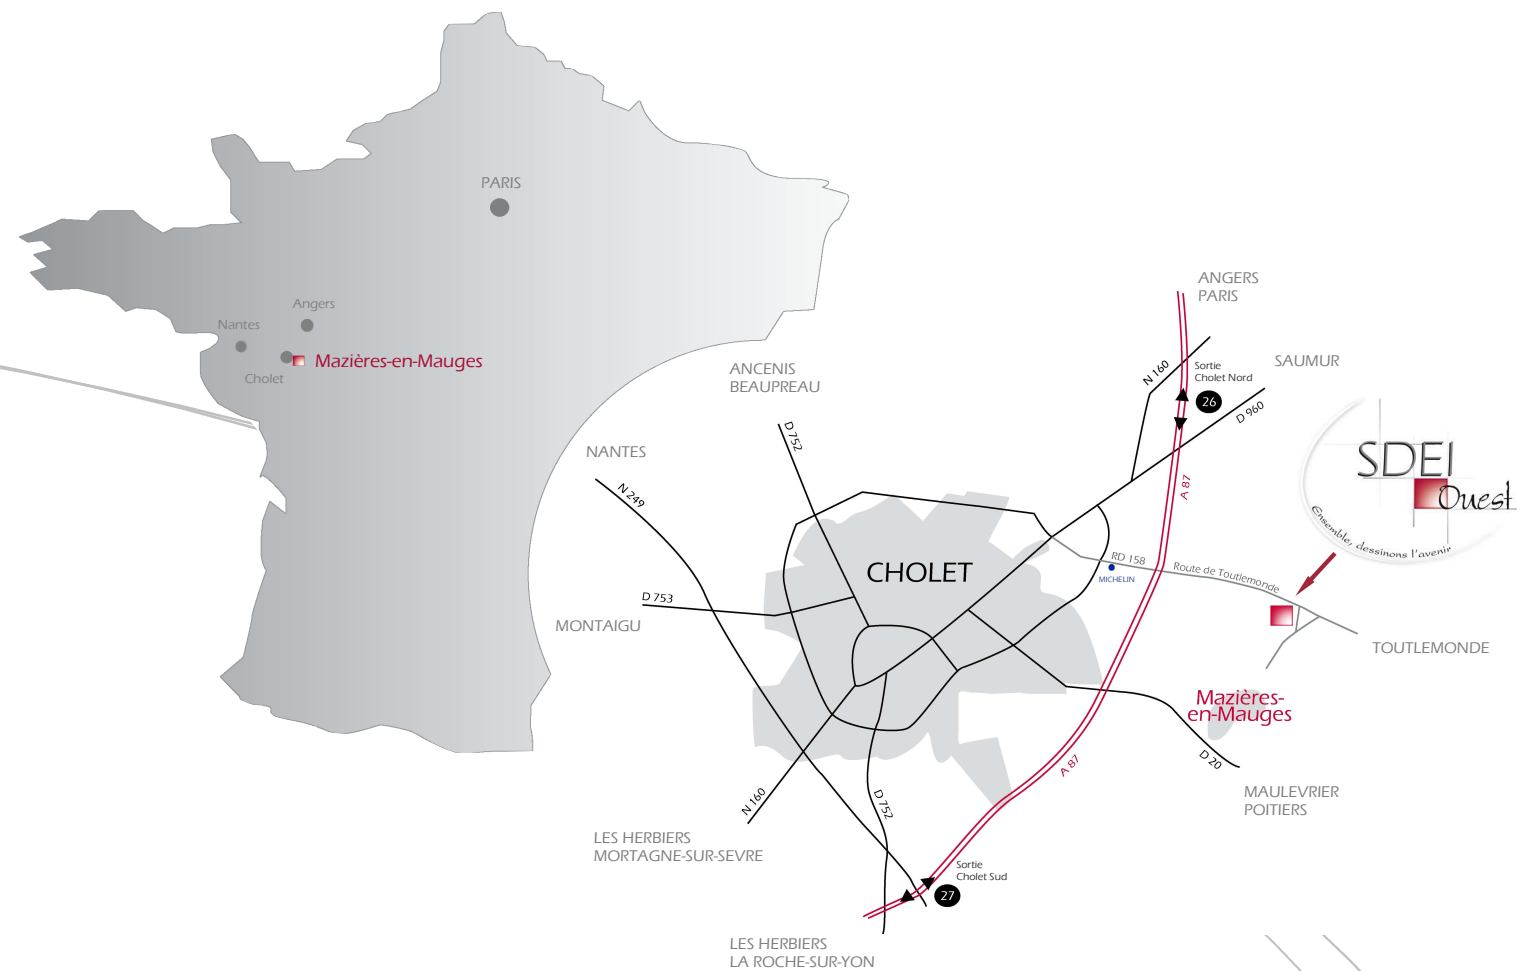 PARIS
Angers
Nantes
Mazières-en-Mauges
Cholet
ANGERS
PARIS
ANCENIS
BEAUPREAU
N 160
Sortie
Cholet Nord
26
SAUMUR
D 960
D 752
NANTES
N 249
A 87
SDEI
Ouest
Ensemble, dessinons l'avenir
CHOLET
RD 158
Route de Toutlemonde
MICHELIN
D 753
MONTAIGU
TOUTLEMONDE
Mazières-
en-Mauges
D 20
A 87
MAULEVRIER
POITIERS
N 160
D 752
LES HERBIERS
MORTAGNE-SUR-SEVRE
Sortie
Cholet Sud
27
LES HERBIERS
LA ROCHE-SUR-YON